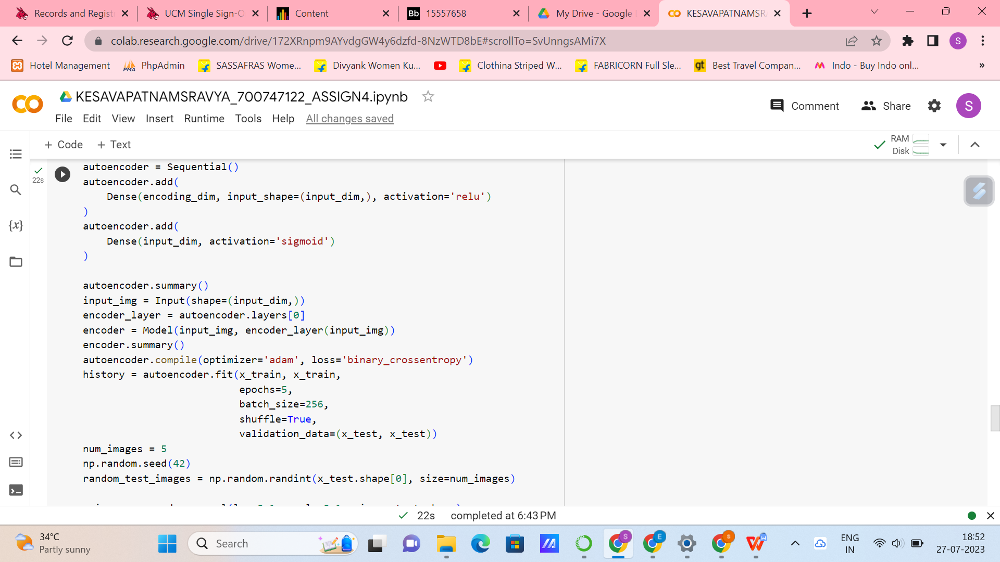 Records and Registr
UCM Single Sign-O
Content
Bb 15557658
My Drive - Google
KESAVAPATNAMSR
colab.research.google.com/drive/172XRnpm9AYvdgGW4y6dzfd-8NzWTD8bE#scrollTo=SvUnngsAMi7X
S
Hotel Management
PMA PhpAdmin
SASSAFRAS Wome...
Divyank Women Ku...
Clothina Striped W...
FABRICORN Full Sle...
gt Best Travel Compan...
Indo - Buy Indo onl...
»
CO
KESAVAPATNAMSRAVYA_700747122_ASSIGN4.ipynb
Comment
Share
S
File Edit View Insert Runtime Tools Help All changes saved
+ Code + Text
RAM
Disk
22s
{x}
autoencoder = Sequential()
autoencoder.add(
    Dense(encoding_dim, input_shape=(input_dim,), activation='relu')
)
autoencoder.add(
    Dense(input_dim, activation='sigmoid')
)
autoencoder.summary()
input_img = Input(shape=(input_dim,))
encoder_layer = autoencoder.layers[0]
encoder = Model(input_img, encoder_layer(input_img))
encoder.summary()
autoencoder.compile(optimizer='adam', loss='binary_crossentropy')
history = autoencoder.fit(x_train, x_train,
                          epochs=5,
                          batch_size=256,
                          shuffle=True,
                          validation_data=(x_test, x_test))
num_images = 5
np.random.seed(42)
random_test_images = np.random.randint(x_test.shape[0], size=num_images)
22s completed at 6:43 PM
34°C
Partly sunny
Search
S
E
S
W
ENG
IN
18:52
27-07-2023